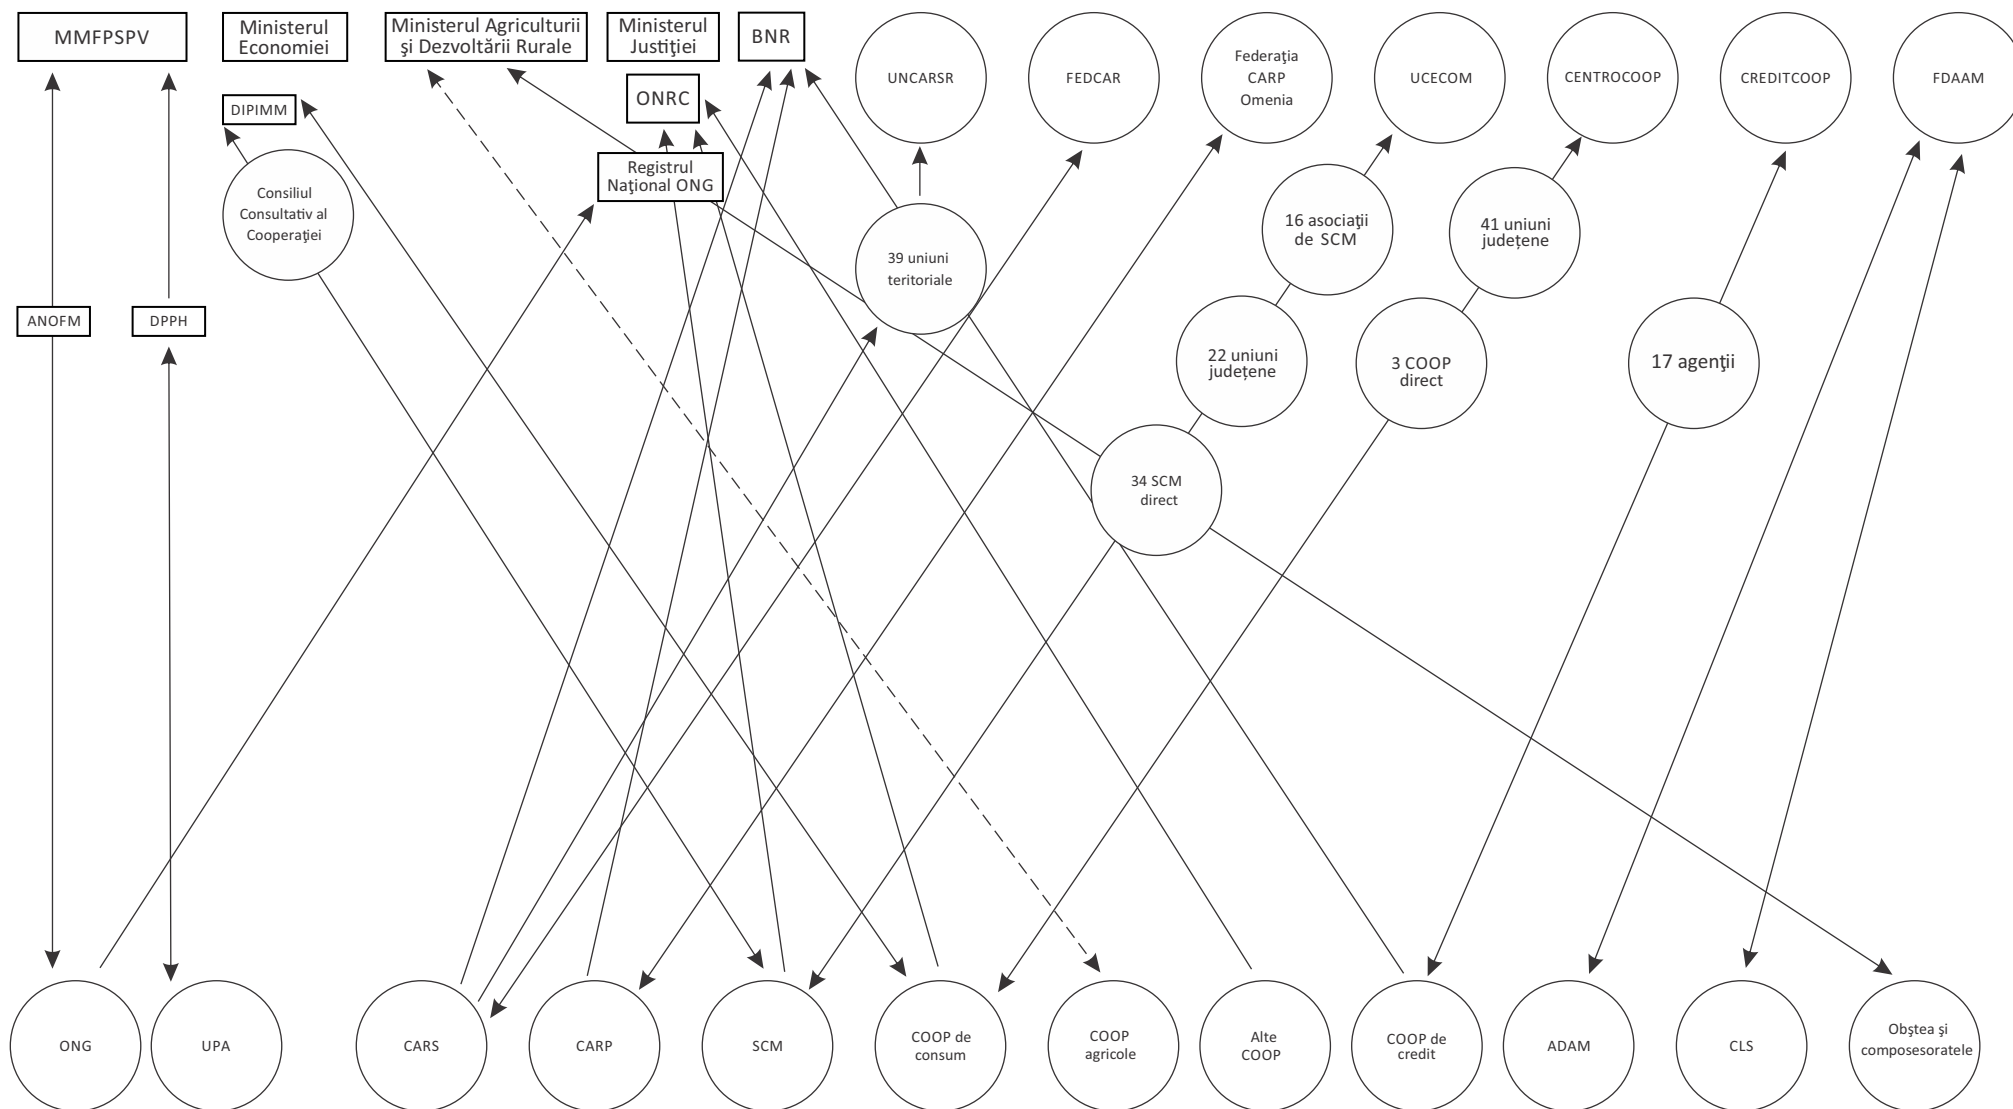 MMFPSPV
Ministerul
Economiei
Ministerul Agriculturii
şi Dezvoltării Rurale
Ministerul
Justiţiei
BNR
UNCARSR
FEDCAR
Federaţia
CARP
Omenia
UCECOM
CENTROCOOP
CREDITCOOP
FDAAM
DIPIMM
ONRC
Consiliul
Consultativ al
Cooperaţiei
Registrul
Naţional ONG
39 uniuni
teritoriale
16 asociaţii
de SCM
41 uniuni
județene
ANOFM
DPPH
22 uniuni
județene
3 COOP
direct
17 agenţii
34 SCM
direct
ONG
UPA
CARS
CARP
SCM
COOP de
consum
COOP
agricole
Alte
COOP
COOP de
credit
ADAM
CLS
Obştea şi
composesoratele